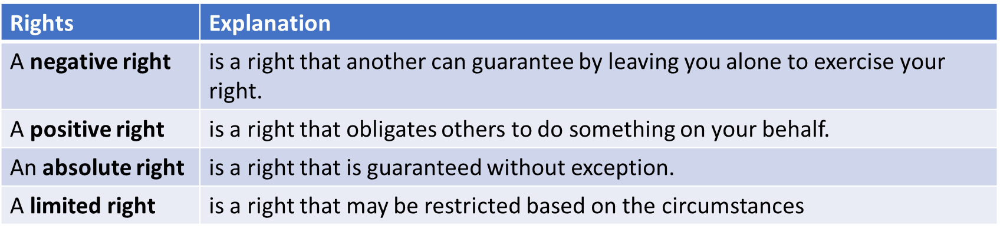 Rights Explanation
A negative right is a right that another can guarantee by leaving you alone to exercise your
right.
A positive right is a right that obligates others to do something on your behalf.
An absolute right is a right that is guaranteed without exception.
A limited right is a right that may be restricted based on the circumstances